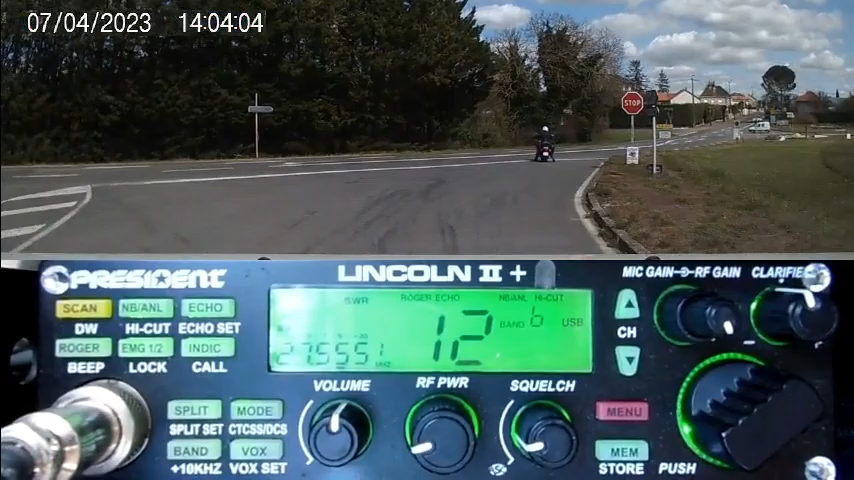 07/04/2023 14:04:04
STOP
PRESIDENT LINCOLN II + MIC GAIN RF GAIN CLARIFIER
SCAN NB/ANL ECHO
DW HI-CUT ECHO SET
ROGER EMG 1/2 INDIC
BEEP LOCK CALL
SWR ROGER ECHO NB/ANL HI-CUT
12 BAND b USB
27.555 MHz
CH
VOLUME RF PWR SQUELCH
SPLIT MODE
SPLIT SET CTCSS/DCS
BAND VOX
+10KHZ VOX SET
MENU
MEM
STORE PUSH